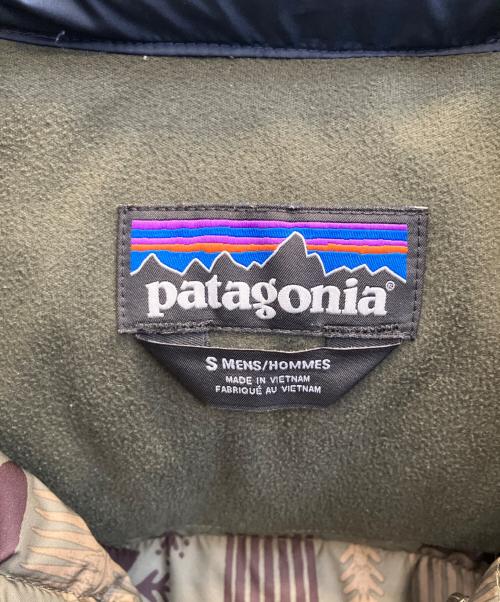 patagonia®
S MENS/HOMMES
MADE IN VIETNAM
FABRIQUÉ AU VIETNAM